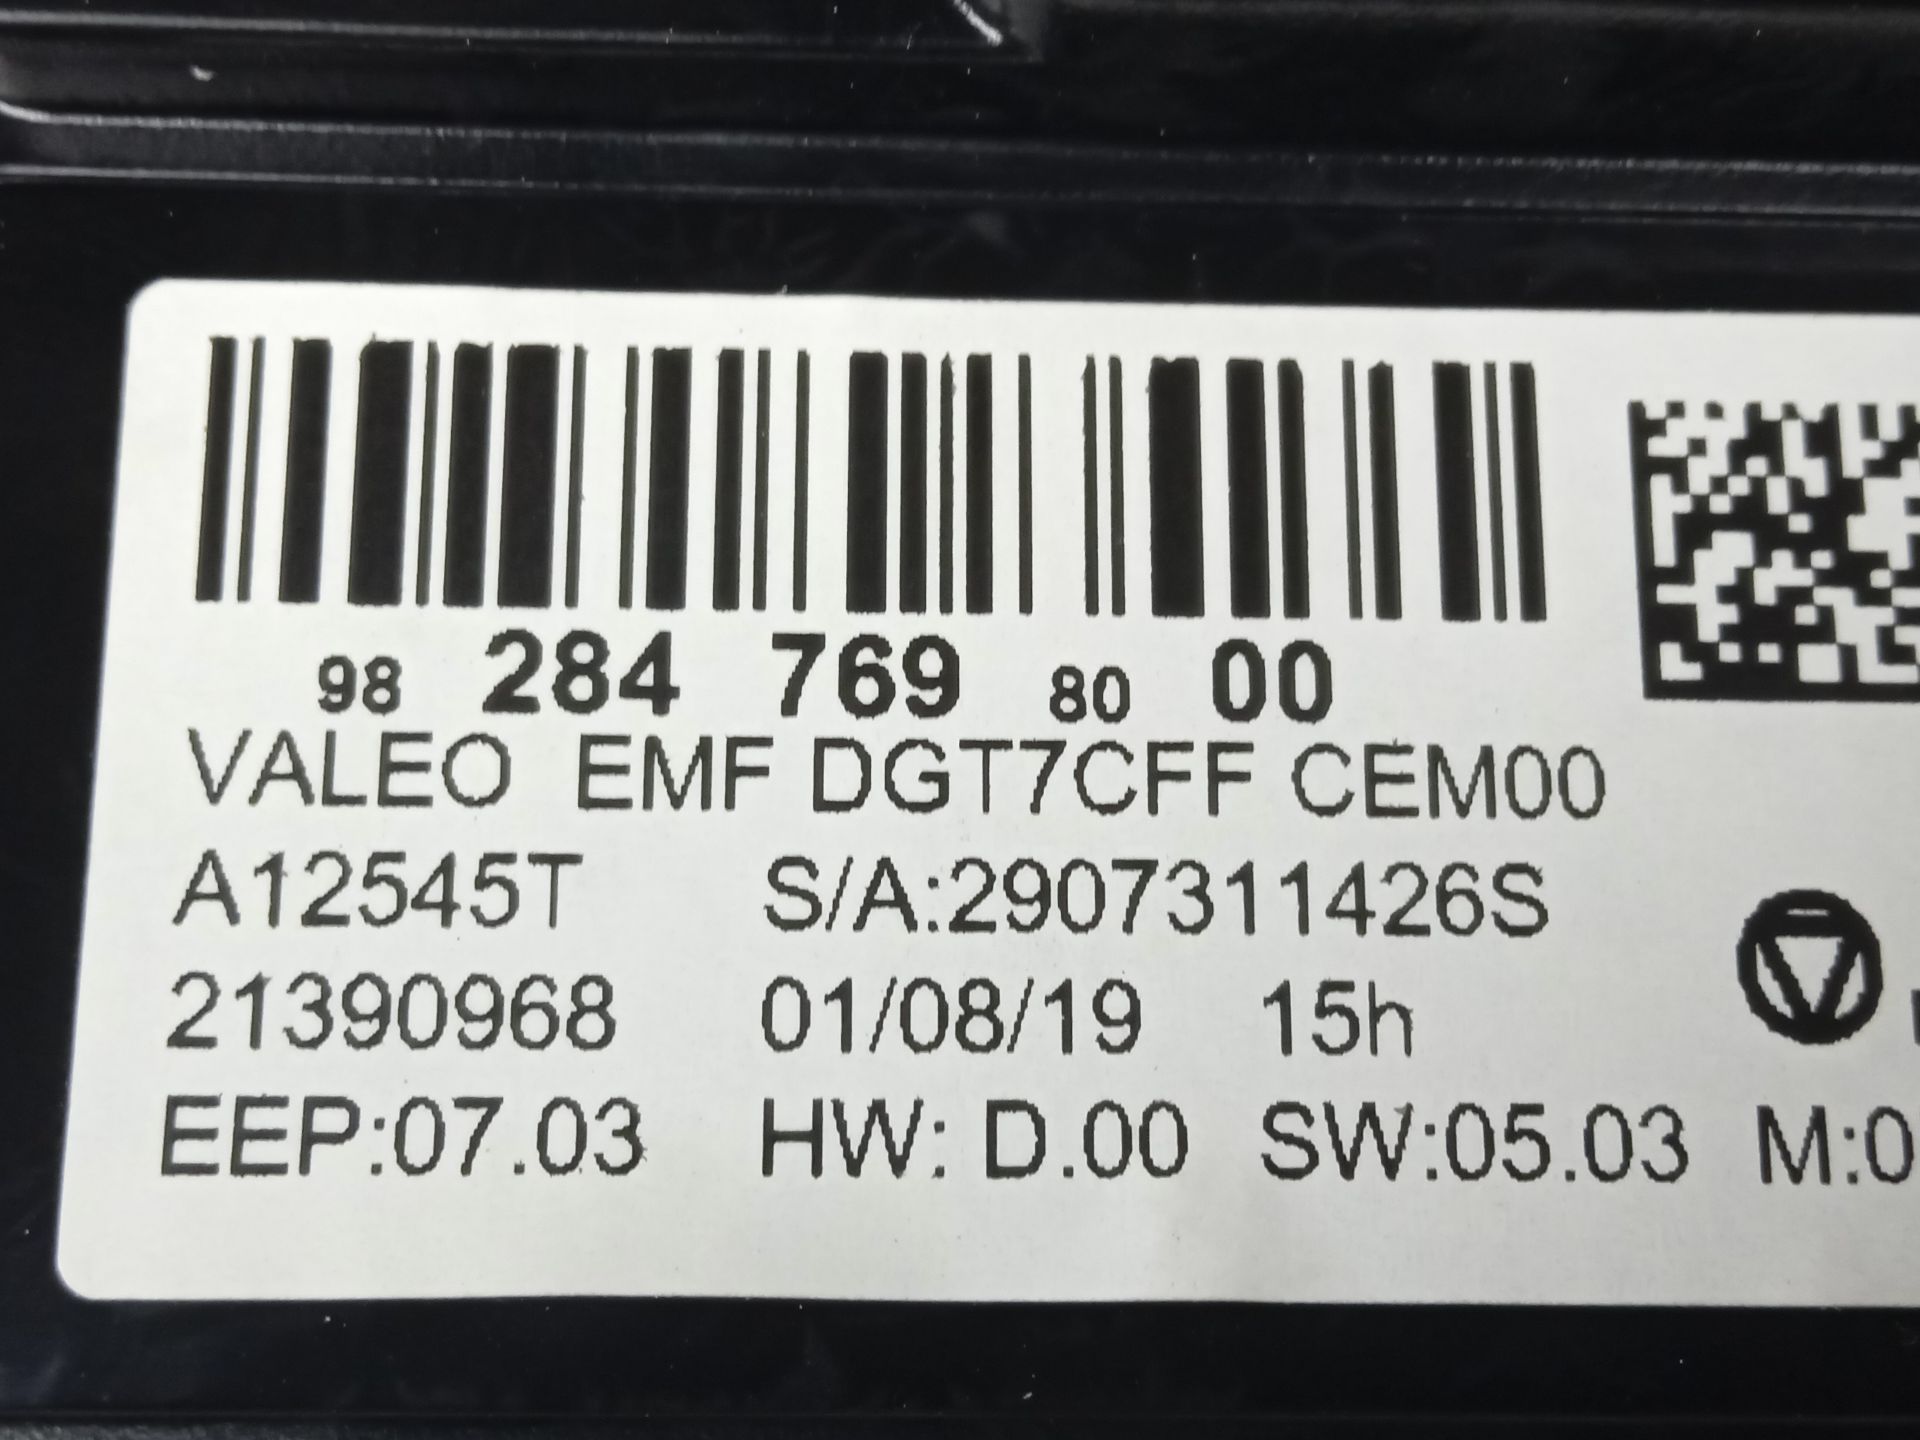 98 284 769 80 00
VALEO EMF DGT7CFF CEM00
A12545T S/A:2907311426S
21390968 01/08/19 15h
EEP:07.03 HW: D.00 SW:05.03 M:0